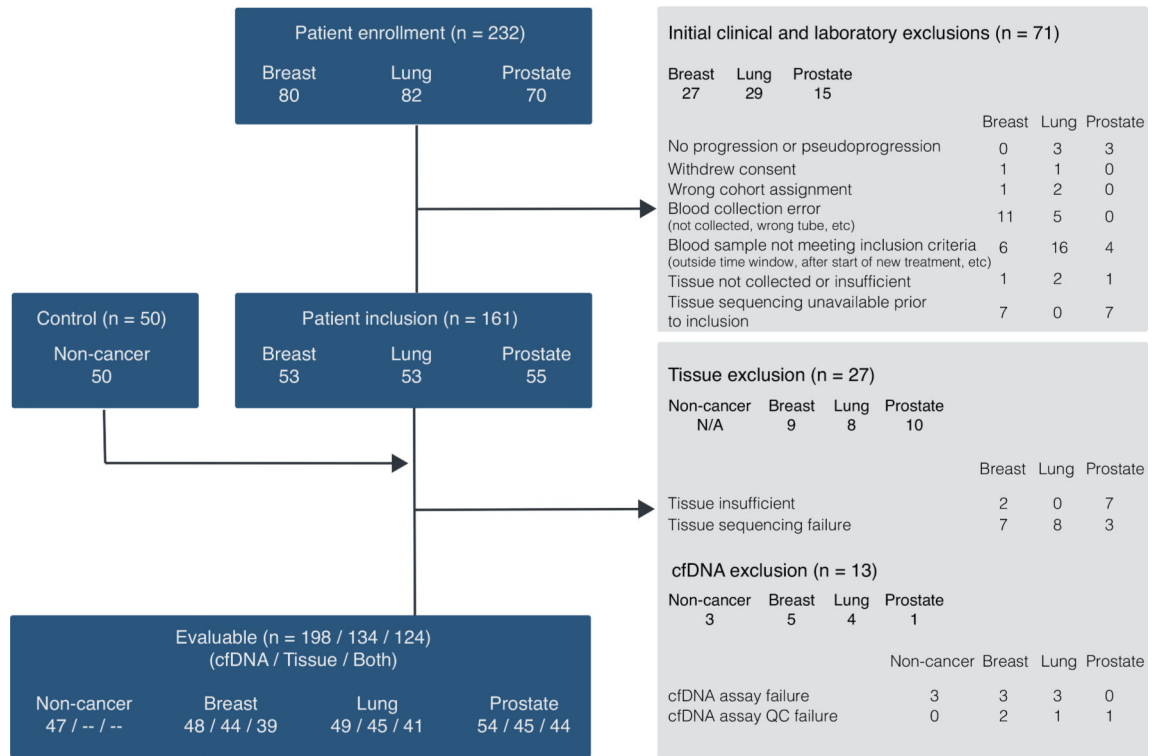 Patient enrollment (n = 232)
Breast Lung Prostate
80 82 70
Initial clinical and laboratory exclusions (n = 71)
Breast Lung Prostate
27 29 15
Breast Lung Prostate
No progression or pseudoprogression 0 3 3
Withdrew consent 1 1 0
Wrong cohort assignment 1 2 0
Blood collection error 11 5 0
(not collected, wrong tube, etc)
Blood sample not meeting inclusion criteria 6 16 4
(outside time window, after start of new treatment, etc)
Tissue not collected or insufficient 1 2 1
Tissue sequencing unavailable prior
to inclusion 7 0 7
Control (n = 50)
Non-cancer
50
Patient inclusion (n = 161)
Breast Lung Prostate
53 53 55
Tissue exclusion (n = 27)
Non-cancer Breast Lung Prostate
N/A 9 8 10
Breast Lung Prostate
Tissue insufficient 2 0 7
Tissue sequencing failure 7 8 3
cfDNA exclusion (n = 13)
Non-cancer Breast Lung Prostate
3 5 4 1
Non-cancer Breast Lung Prostate
cfDNA assay failure 3 3 3 0
cfDNA assay QC failure 0 2 1 1
Evaluable (n = 198 / 134 / 124)
(cfDNA / Tissue / Both)
Non-cancer Breast Lung Prostate
47 / -- / -- 48 / 44 / 39 49 / 45 / 41 54 / 45 / 44